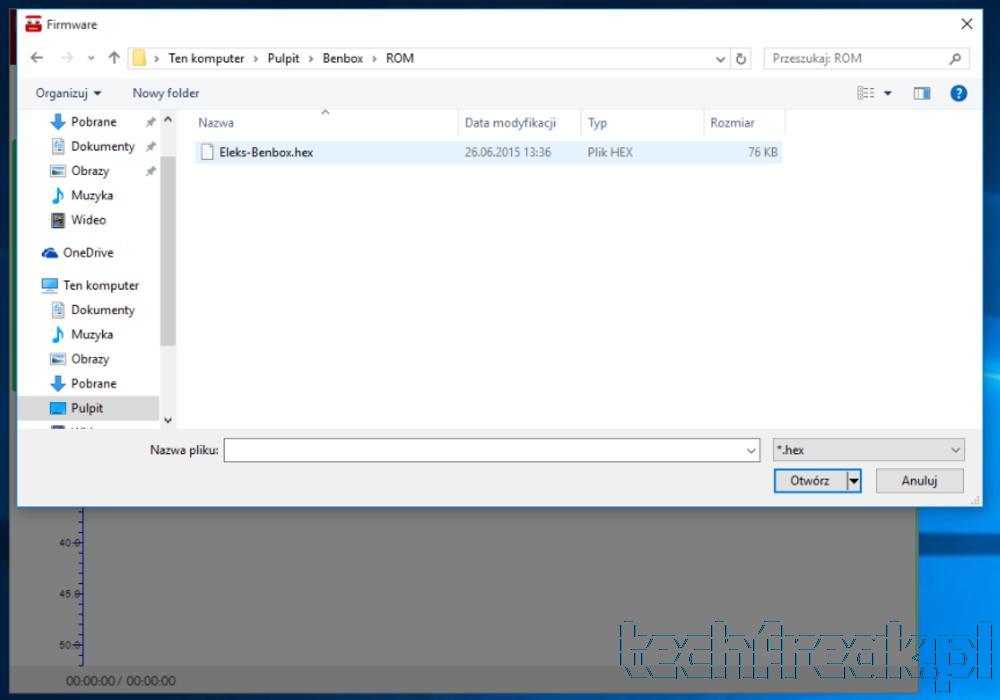 Firmware
Ten komputer > Pulpit > Benbox > ROM
Przeszukaj: ROM
Organizuj
Nowy folder
Nazwa
Data modyfikacji
Typ
Rozmiar
Eleks-Benbox.hex
26.06.2015 13:36
Plik HEX
76 KB
Pobrane
Dokumenty
Obrazy
Muzyka
Wideo
OneDrive
Ten komputer
Dokumenty
Muzyka
Obrazy
Pobrane
Pulpit
Nazwa pliku:
*.hex
Otwórz
Anuluj
40.0
45.0
50.0
00:00:00 / 00:00:00
techfreak.pl